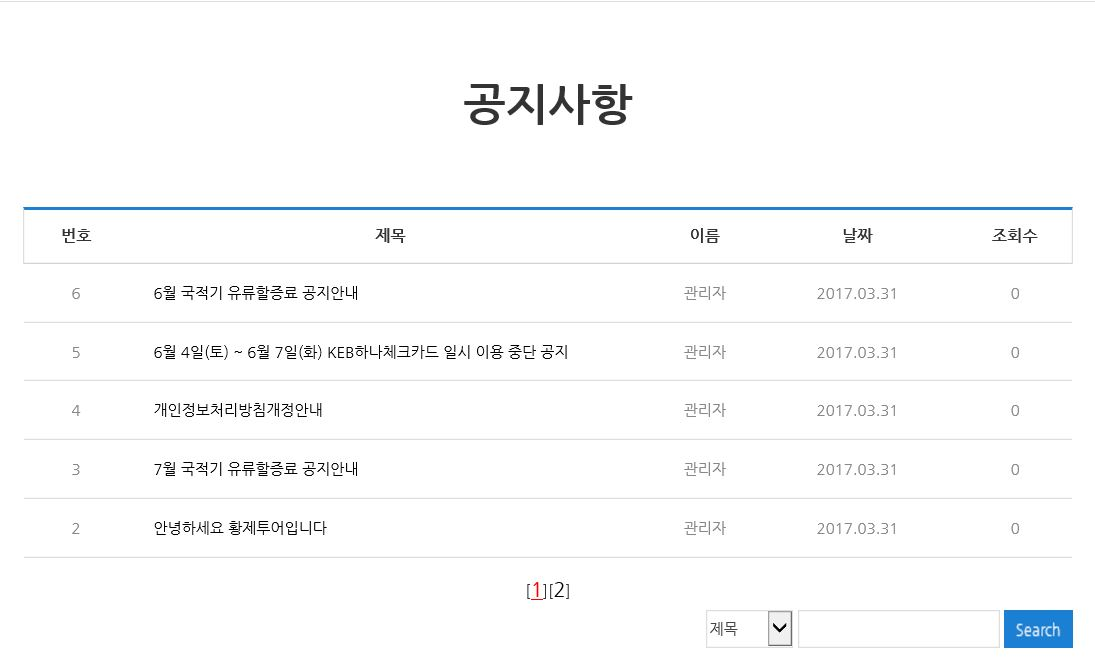 공지사항
번호 제목 이름 날짜 조회수
6 6월 국적기 유류할증료 공지안내 관리자 2017.03.31 0
5 6월 4일(토) ~ 6월 7일(화) KEB하나체크카드 일시 이용 중단 공지 관리자 2017.03.31 0
4 개인정보처리방침개정안내 관리자 2017.03.31 0
3 7월 국적기 유류할증료 공지안내 관리자 2017.03.31 0
2 안녕하세요 황제투어입니다 관리자 2017.03.31 0
[1][2]
제목 Search